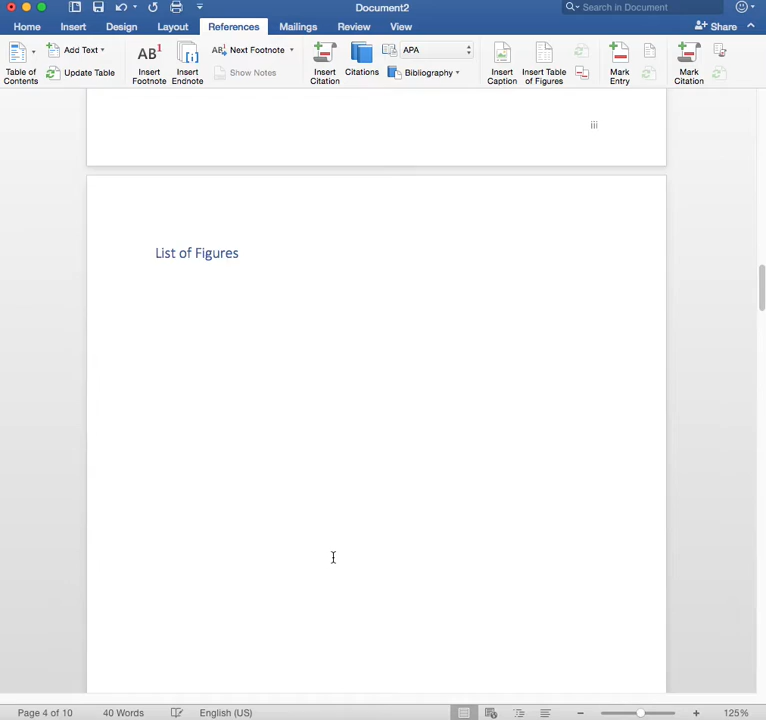 Document2
Search in Document
Home Insert Design Layout References Mailings Review View Share
Table of Contents
Add Text
Update Table
AB1
Insert Footnote
Insert Endnote
AB1 Next Footnote
Show Notes
Insert Citation
Citations
APA
Bibliography
Insert Caption
Insert Table of Figures
Mark Entry
Mark Citation
iii
List of Figures
Page 4 of 10 40 Words English (US) 125%